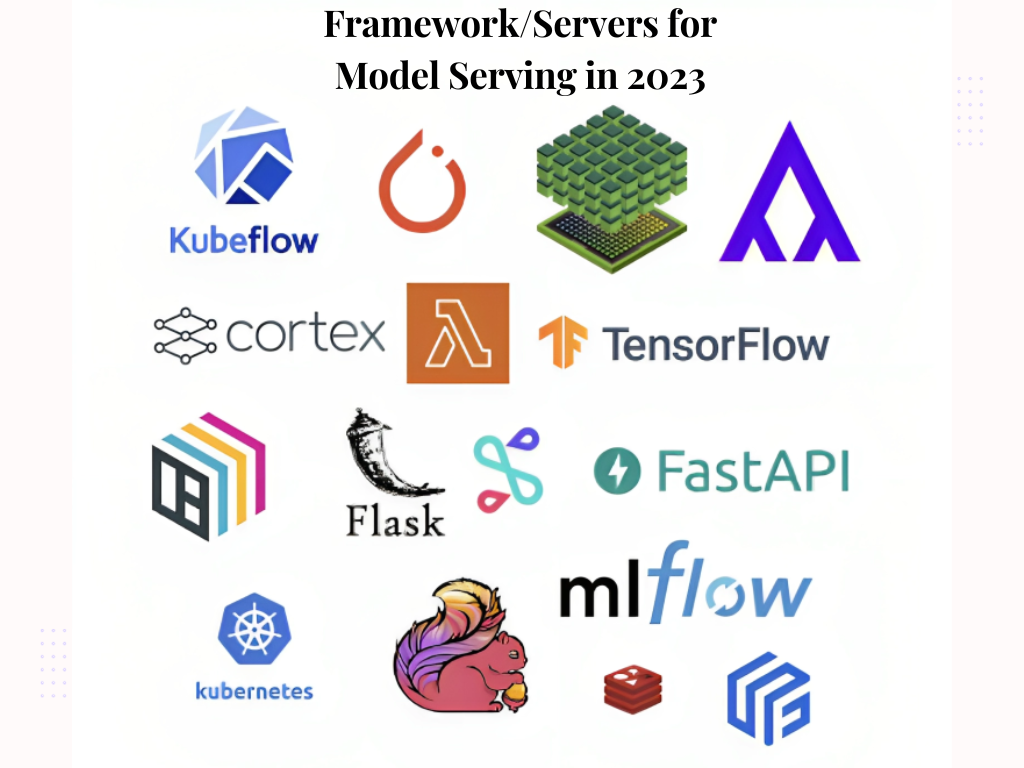 Framework/Servers for
Model Serving in 2023
Kubeflow
cortex
TensorFlow
Flask
FastAPI
mlflow
kubernetes